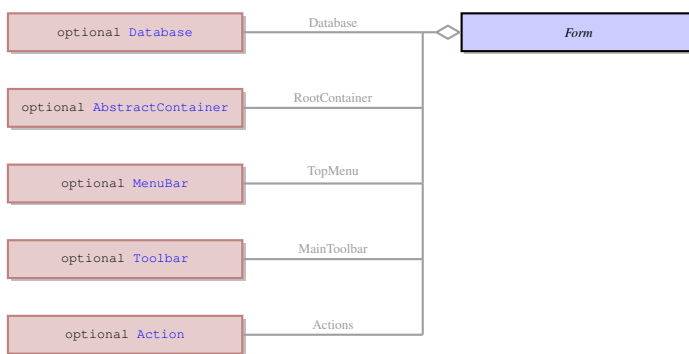 optional Database
Database
Form
optional AbstractContainer
RootContainer
optional MenuBar
TopMenu
optional Toolbar
MainToolbar
optional Action
Actions